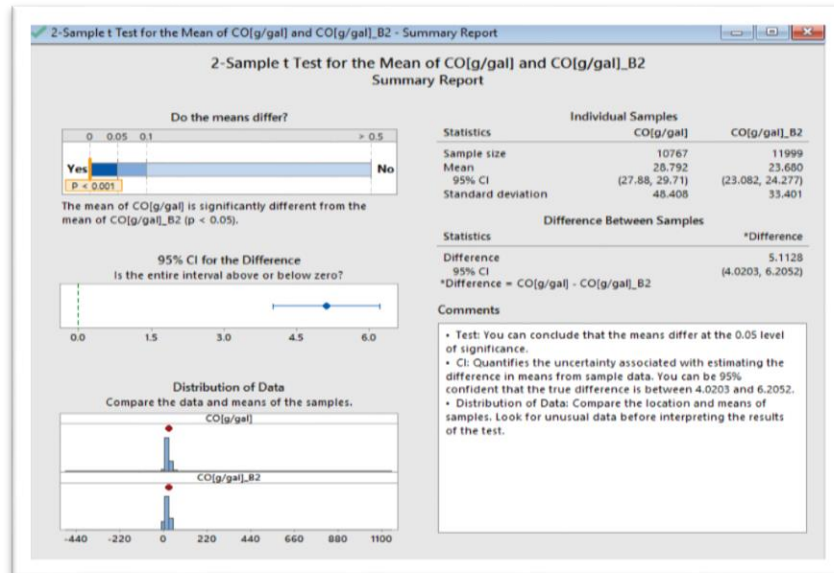 2-Sample t Test for the Mean of CO[g/gal] and CO[g/gal]_B2 - Summary Report
2-Sample t Test for the Mean of CO[g/gal] and CO[g/gal]_B2
Summary Report
Do the means differ?
0 0.05 0.1 > 0.5
Yes No
P < 0.001
The mean of CO[g/gal] is significantly different from the
mean of CO[g/gal]_B2 (p < 0.05).
95% CI for the Difference
Is the entire interval above or below zero?
0.0 1.5 3.0 4.5 6.0
Distribution of Data
Compare the data and means of the samples.
CO[g/gal]
CO[g/gal]_B2
-440 -220 0 220 440 660 880 1100
Individual Samples
Statistics CO[g/gal] CO[g/gal]_B2
Sample size 10767 11999
Mean 28.792 23.680
95% CI (27.88, 29.71) (23.082, 24.277)
Standard deviation 48.408 33.401
Difference Between Samples
Statistics *Difference
Difference 5.1128
95% CI (4.0203, 6.2052)
*Difference = CO[g/gal] - CO[g/gal]_B2
Comments
• Test: You can conclude that the means differ at the 0.05 level
of significance.
• CI: Quantifies the uncertainty associated with estimating the
difference in means from sample data. You can be 95%
confident that the true difference is between 4.0203 and 6.2052.
• Distribution of Data: Compare the location and means of
samples. Look for unusual data before interpreting the results
of the test.